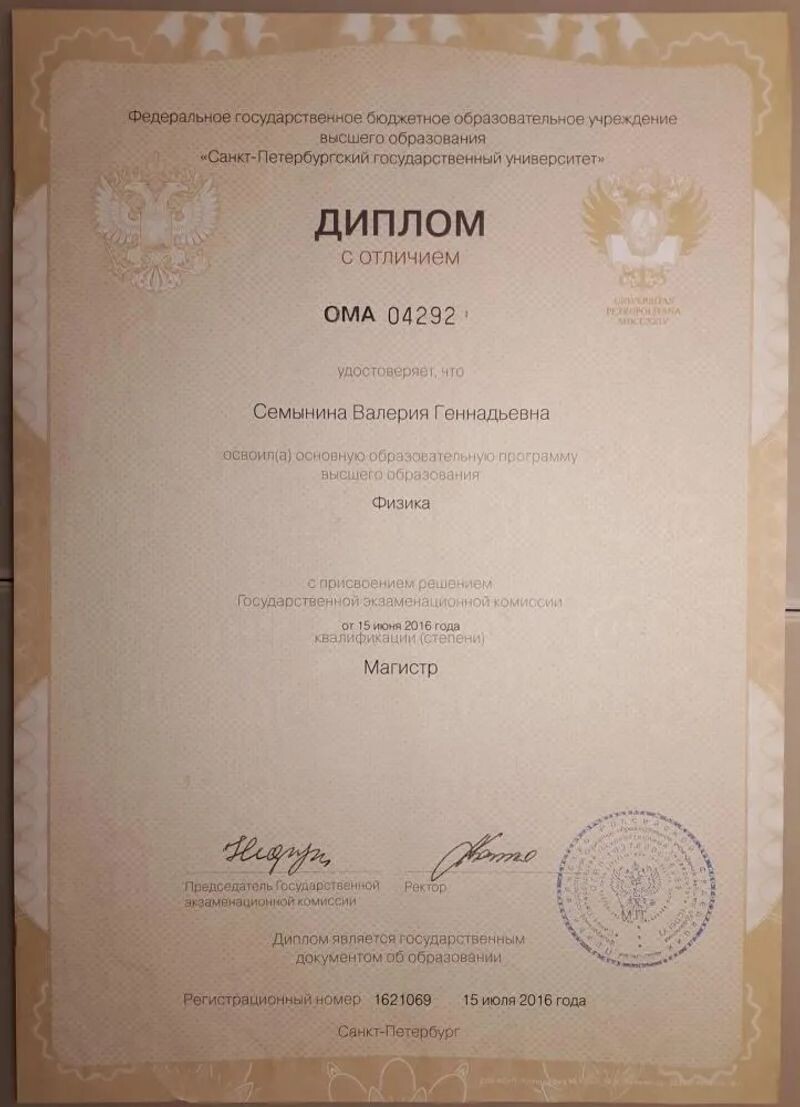 Федеральное государственное бюджетное образовательное учреждение
высшего образования
«Санкт-Петербургский государственный университет»
ДИПЛОМ
С ОТЛИЧИЕМ
ОМА 04292
UNIVERSITAS
PETROPOLITANA
удостоверяет, что
Семынина Валерия Геннадьевна
освоил(а) основную образовательную программу
высшего образования
Физика
с присвоением решением
Государственной экзаменационной комиссии
от 15 июня 2016 года
квалификации (степени)
Магистр
Председатель Государственной
экзаменационной комиссии
Ректор
М.П.
Диплом является государственным
документом об образовании
Регистрационный номер 1621069 15 июля 2016 года
Санкт-Петербург